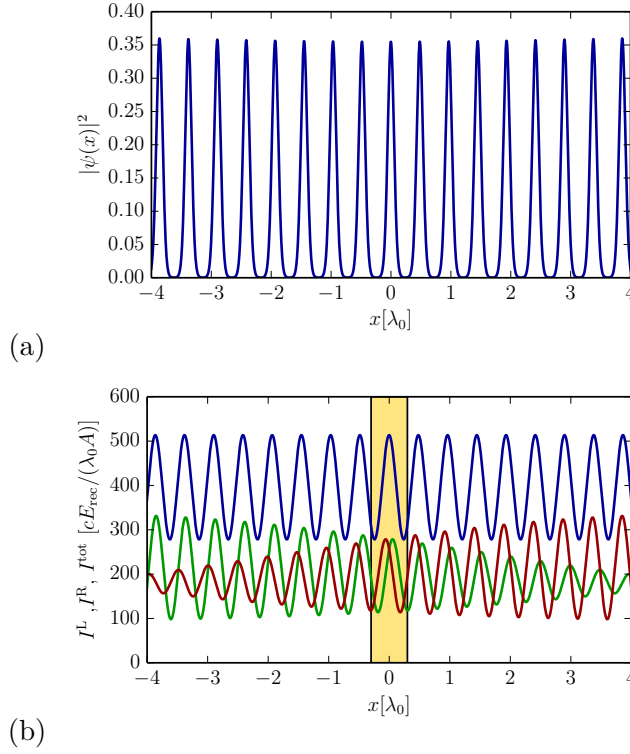 0.40
0.35
0.30
0.25
0.20
0.15
0.10
0.05
0.00
|ψ(x)|²
−4 −3 −2 −1 0 1 2 3 4
x[λ₀]
(a)
600
500
400
300
200
100
0
I^L ,I^R, I^tot [cE_rec/(λ₀A)]
−4 −3 −2 −1 0 1 2 3 4
x[λ₀]
(b)